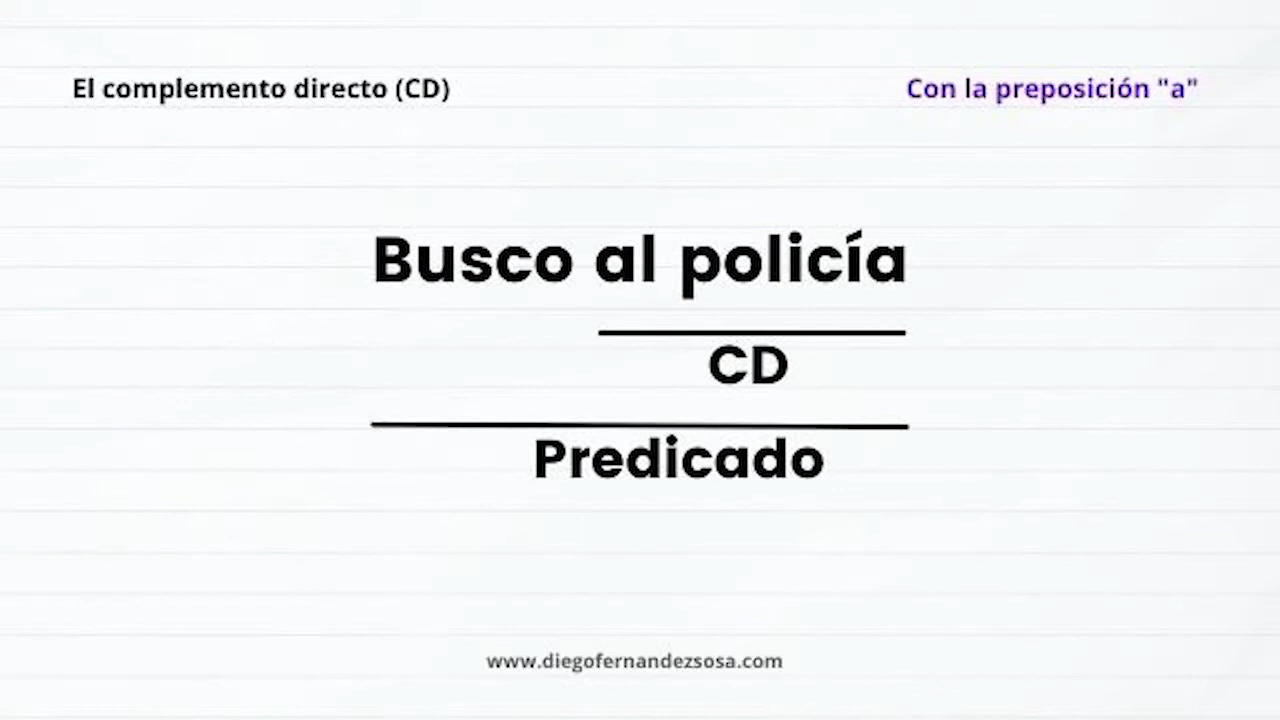 El complemento directo (CD)
Con la preposición "a"
Busco al policía
CD
Predicado
www.diegofernandezsosa.com